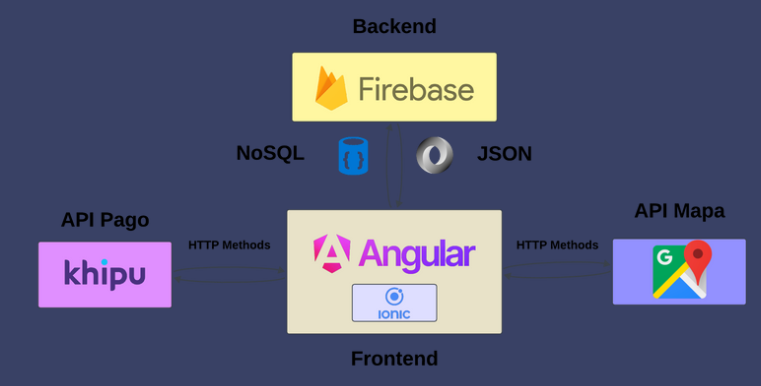 Backend
Firebase
NoSQL
JSON
API Pago
API Mapa
HTTP Methods
HTTP Methods
khipu
Angular
G
IONIC
Frontend